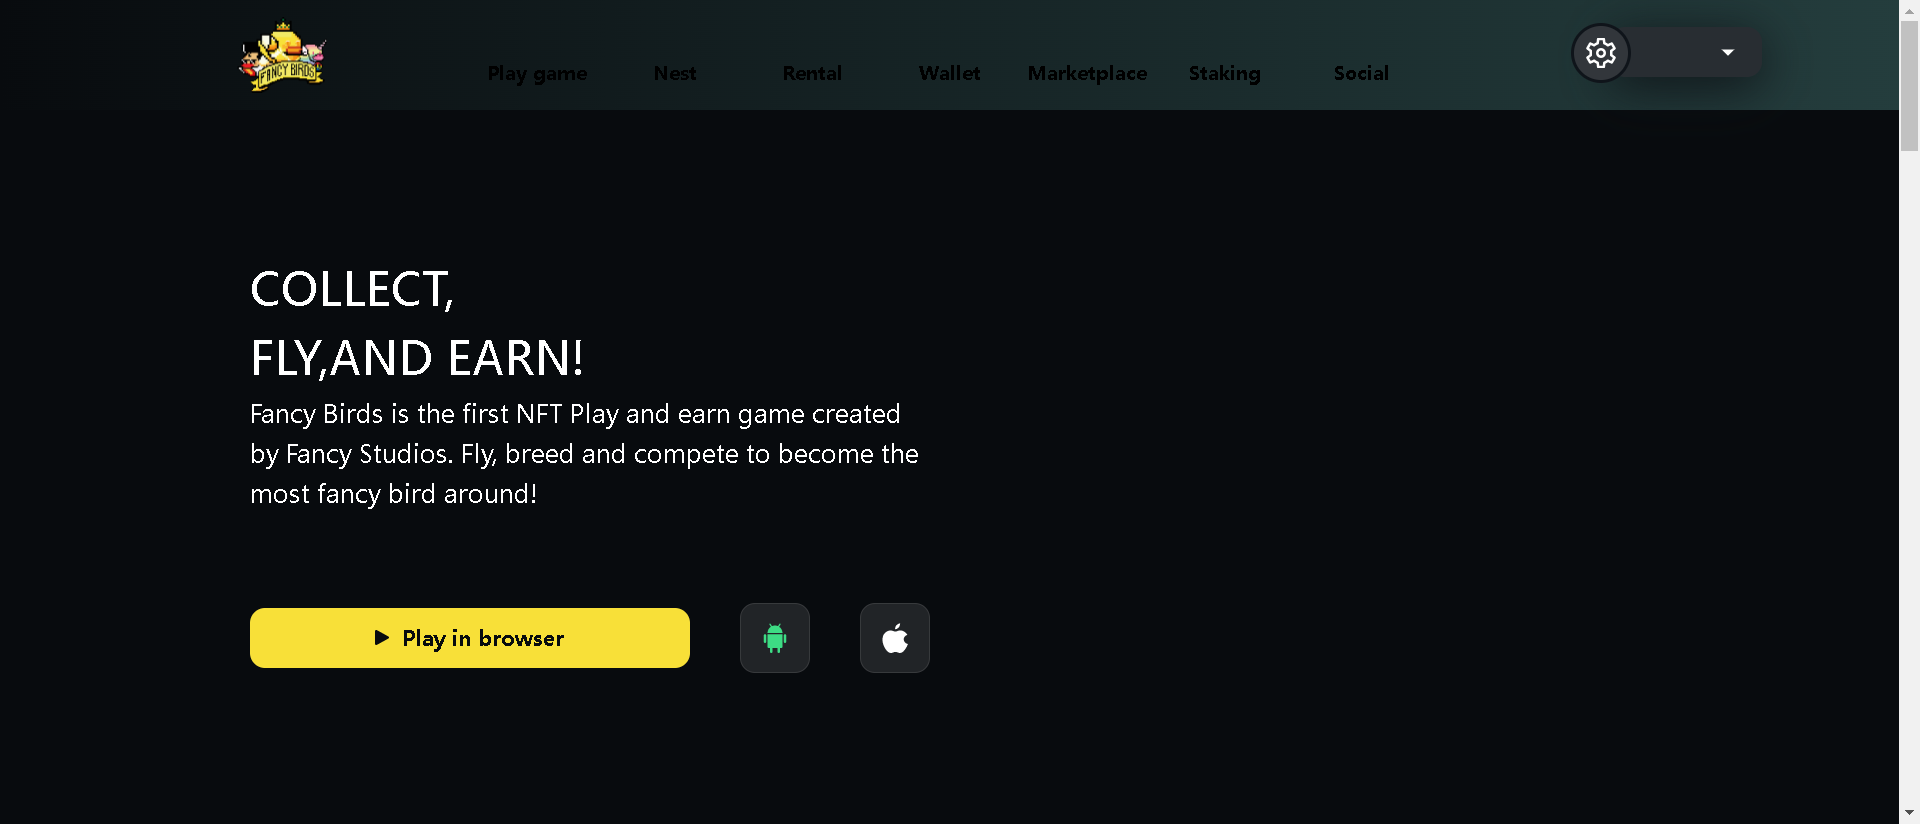 FANCY BIRDS
Play game Nest Rental Wallet Marketplace Staking Social
COLLECT,
FLY,AND EARN!
Fancy Birds is the first NFT Play and earn game created
by Fancy Studios. Fly, breed and compete to become the
most fancy bird around!
Play in browser